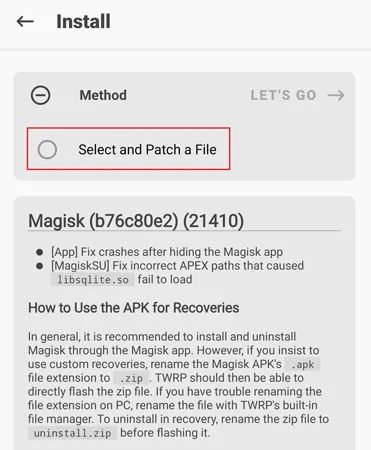 Install
Method LET'S GO
Select and Patch a File
Magisk (b76c80e2) (21410)
[App] Fix crashes after hiding the Magisk app
[MagiskSU] Fix incorrect APEX paths that caused
libsqlite.so fail to load
How to Use the APK for Recoveries
In general, it is recommended to install and uninstall
Magisk through the Magisk app. However, if you insist to
use custom recoveries, rename the Magisk APK's .apk
file extension to .zip. TWRP should then be able to
directly flash the zip file. If you have trouble renaming the
file extension on PC, rename the file with TWRP's built-in
file manager. To uninstall in recovery, rename the zip file to
uninstall.zip before flashing it.